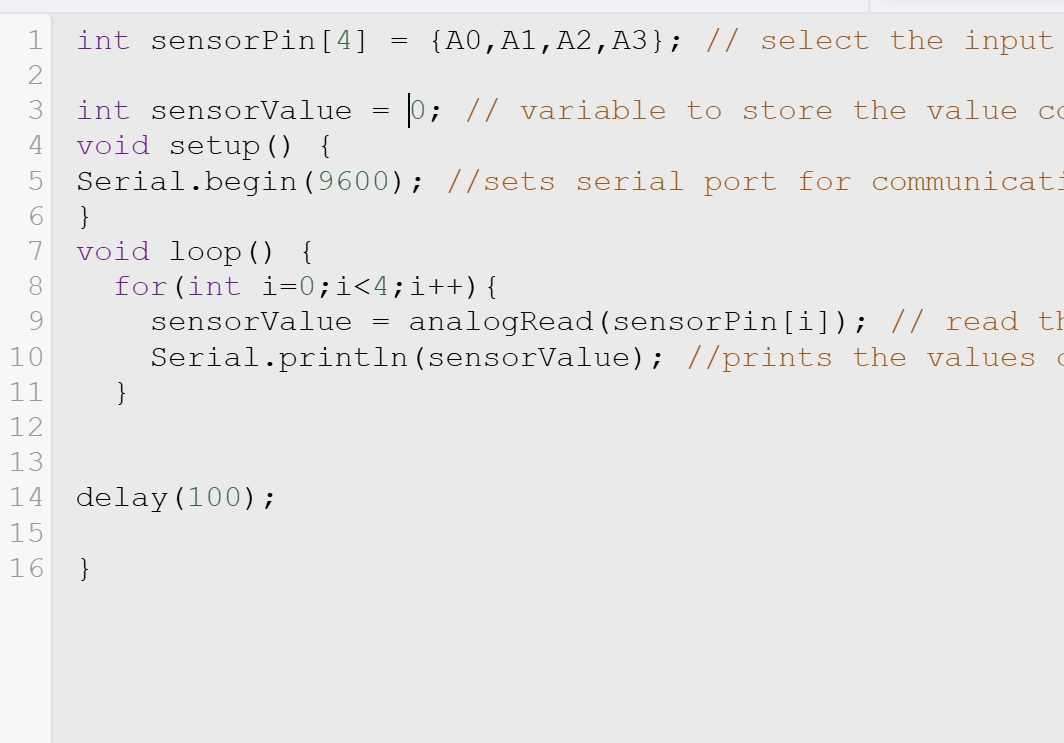 1 int sensorPin[4] = {A0,A1,A2,A3}; // select the input
2
3 int sensorValue = 0; // variable to store the value
4 void setup() {
5 Serial.begin(9600); //sets serial port for
6 }
7 void loop() {
8 for(int i=0;i<4;i++){
9 sensorValue = analogRead(sensorPin[i]); // read
10 Serial.println(sensorValue); //prints the values
11 }
12
13
14 delay(100);
15
16 }